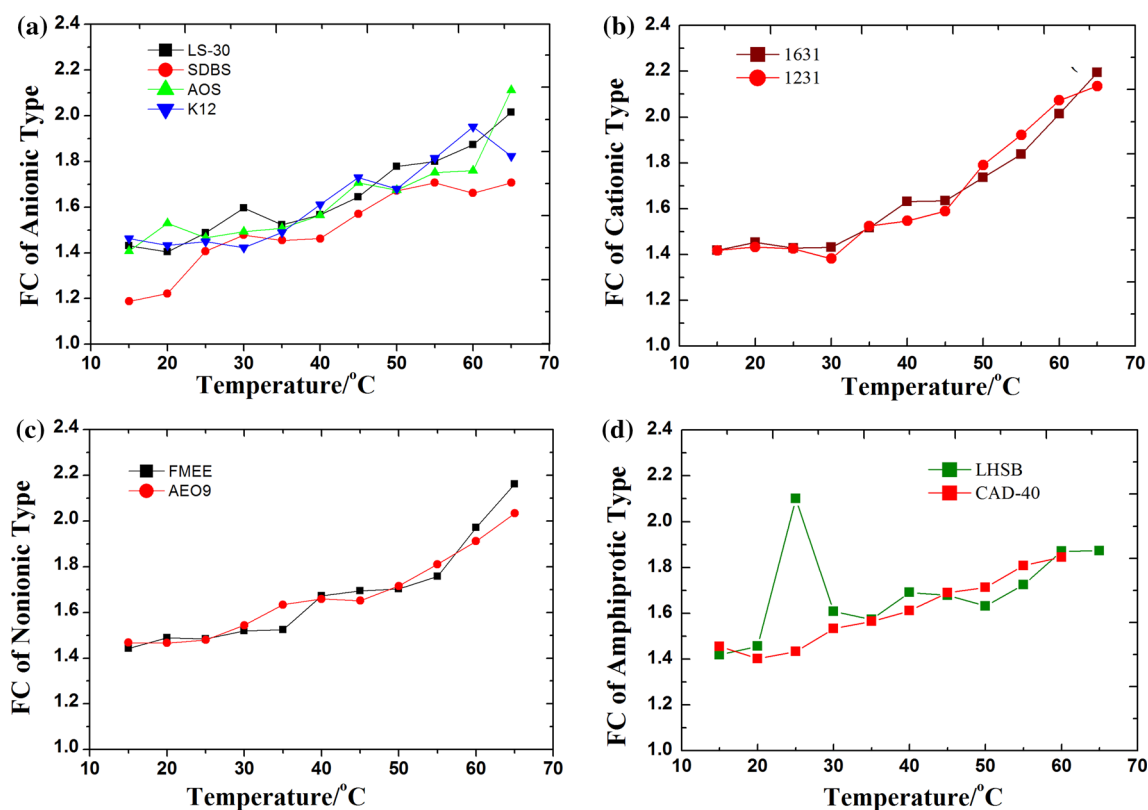 (a)
LS-30
SDBS
AOS
K12
2.4
2.2
2.0
1.8
1.6
1.4
1.2
1.0
FC of Anionic Type
10 20 30 40 50 60 70
Temperature/°C
(b)
1631
1231
2.4
2.2
2.0
1.8
1.6
1.4
1.2
1.0
FC of Cationic Type
10 20 30 40 50 60 70
Temperature/°C
(c)
FMEE
AEO9
2.4
2.2
2.0
1.8
1.6
1.4
1.2
1.0
FC of Nonionic Type
10 20 30 40 50 60 70
Temperature/°C
(d)
LHSB
CAD-40
2.4
2.2
2.0
1.8
1.6
1.4
1.2
1.0
FC of Amphiprotic Type
10 20 30 40 50 60 70
Temperature/°C